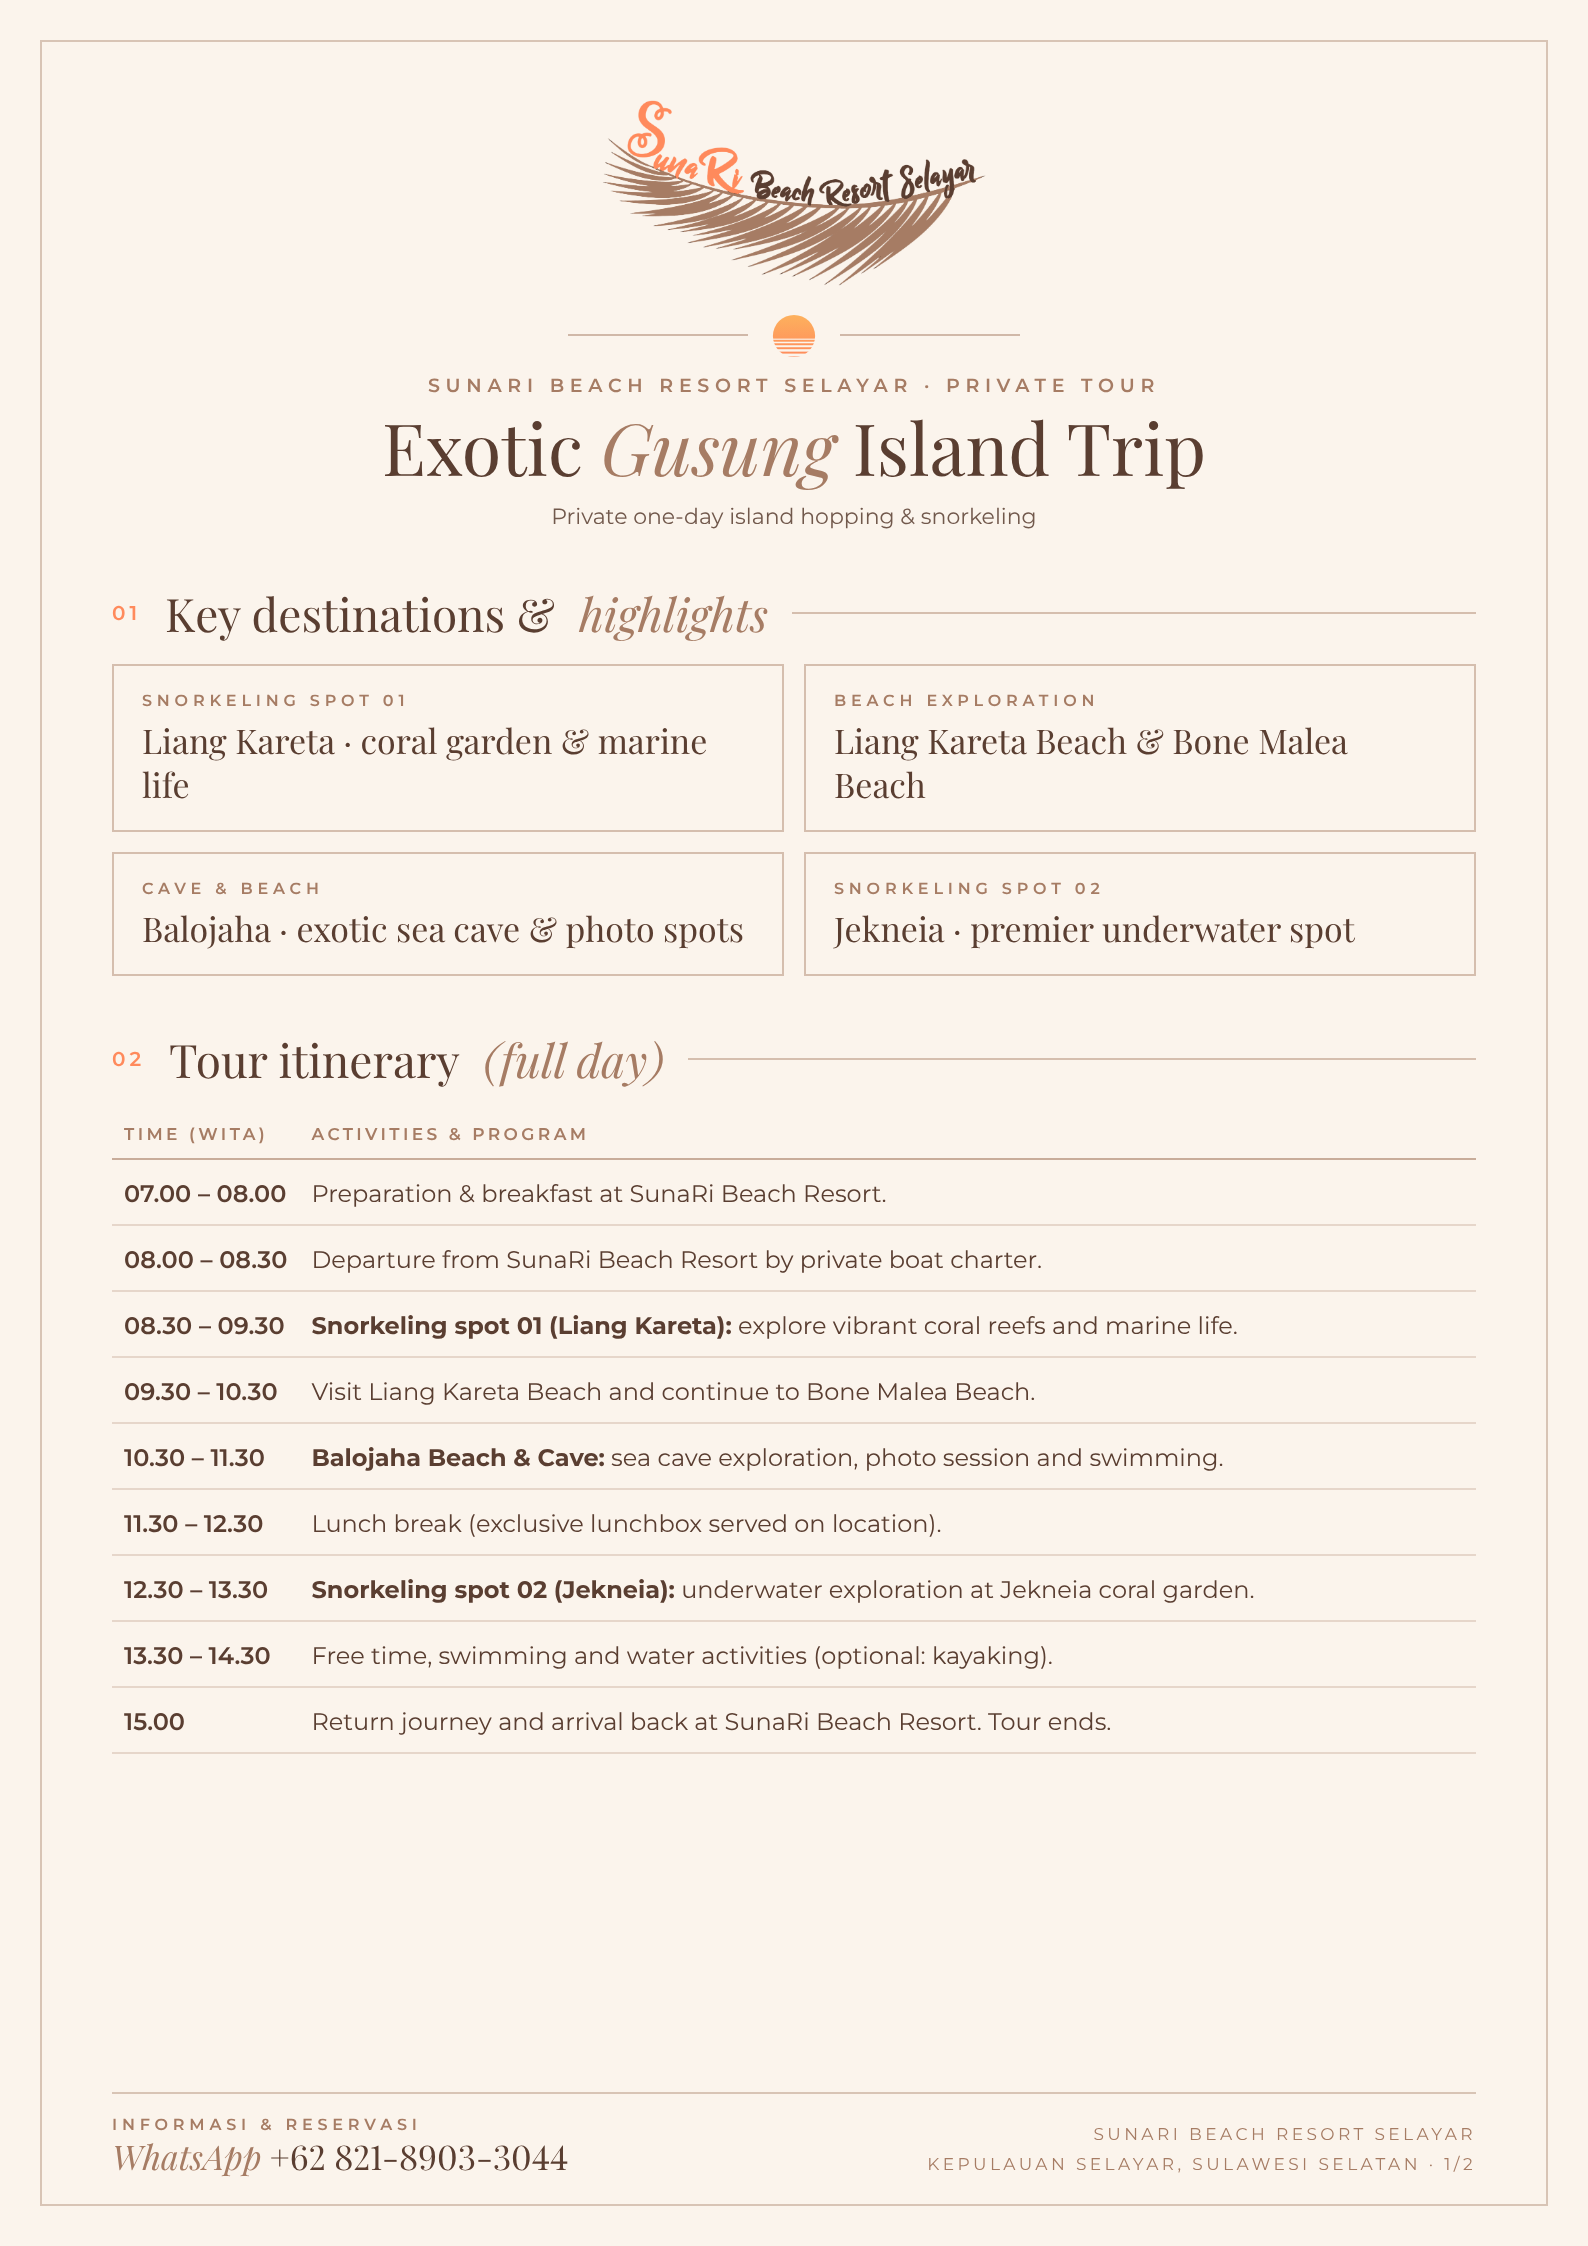 SunaRi Beach Resort Selayar
SUNARI BEACH RESORT SELAYAR · PRIVATE TOUR
Exotic Gusung Island Trip
Private one-day island hopping & snorkeling
01 Key destinations & highlights
SNORKELING SPOT 01
Liang Kareta · coral garden & marine
life
BEACH EXPLORATION
Liang Kareta Beach & Bone Malea
Beach
CAVE & BEACH
Balojaha · exotic sea cave & photo spots
SNORKELING SPOT 02
Jekneia · premier underwater spot
02 Tour itinerary (full day)
TIME (WITA) ACTIVITIES & PROGRAM
07.00 – 08.00 Preparation & breakfast at SunaRi Beach Resort.
08.00 – 08.30 Departure from SunaRi Beach Resort by private boat charter.
08.30 – 09.30 Snorkeling spot 01 (Liang Kareta): explore vibrant coral reefs and marine life.
09.30 – 10.30 Visit Liang Kareta Beach and continue to Bone Malea Beach.
10.30 – 11.30 Balojaha Beach & Cave: sea cave exploration, photo session and swimming.
11.30 – 12.30 Lunch break (exclusive lunchbox served on location).
12.30 – 13.30 Snorkeling spot 02 (Jekneia): underwater exploration at Jekneia coral garden.
13.30 – 14.30 Free time, swimming and water activities (optional: kayaking).
15.00 Return journey and arrival back at SunaRi Beach Resort. Tour ends.
INFORMASI & RESERVASI
WhatsApp +62 821-8903-3044
SUNARI BEACH RESORT SELAYAR
KEPULAUAN SELAYAR, SULAWESI SELATAN · 1/2